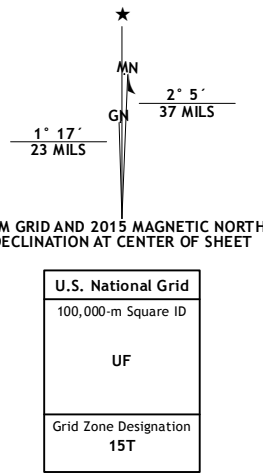 ★
MN
2° 5´
37 MILS
GN
1° 17´
23 MILS
M GRID AND 2015 MAGNETIC NORTH
DECLINATION AT CENTER OF SHEET
U.S. National Grid
100,000-m Square ID
UF
Grid Zone Designation
15T